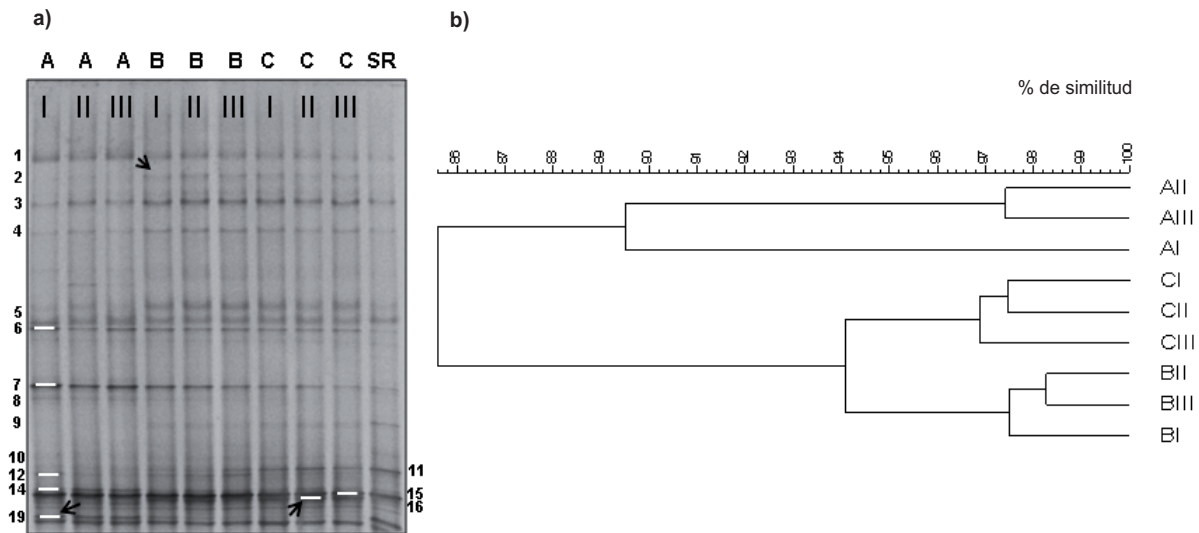 a)
A A A B B B C C C SR
I II III I II III I II III
1
2
3
4
5
6
7
8
9
10
11
12
14
15
16
19
b)
% de similitud
86 87 88 89 90 91 92 93 94 95 96 97 98 99 100
AII
AIII
AI
CI
CII
CIII
BII
BIII
BI